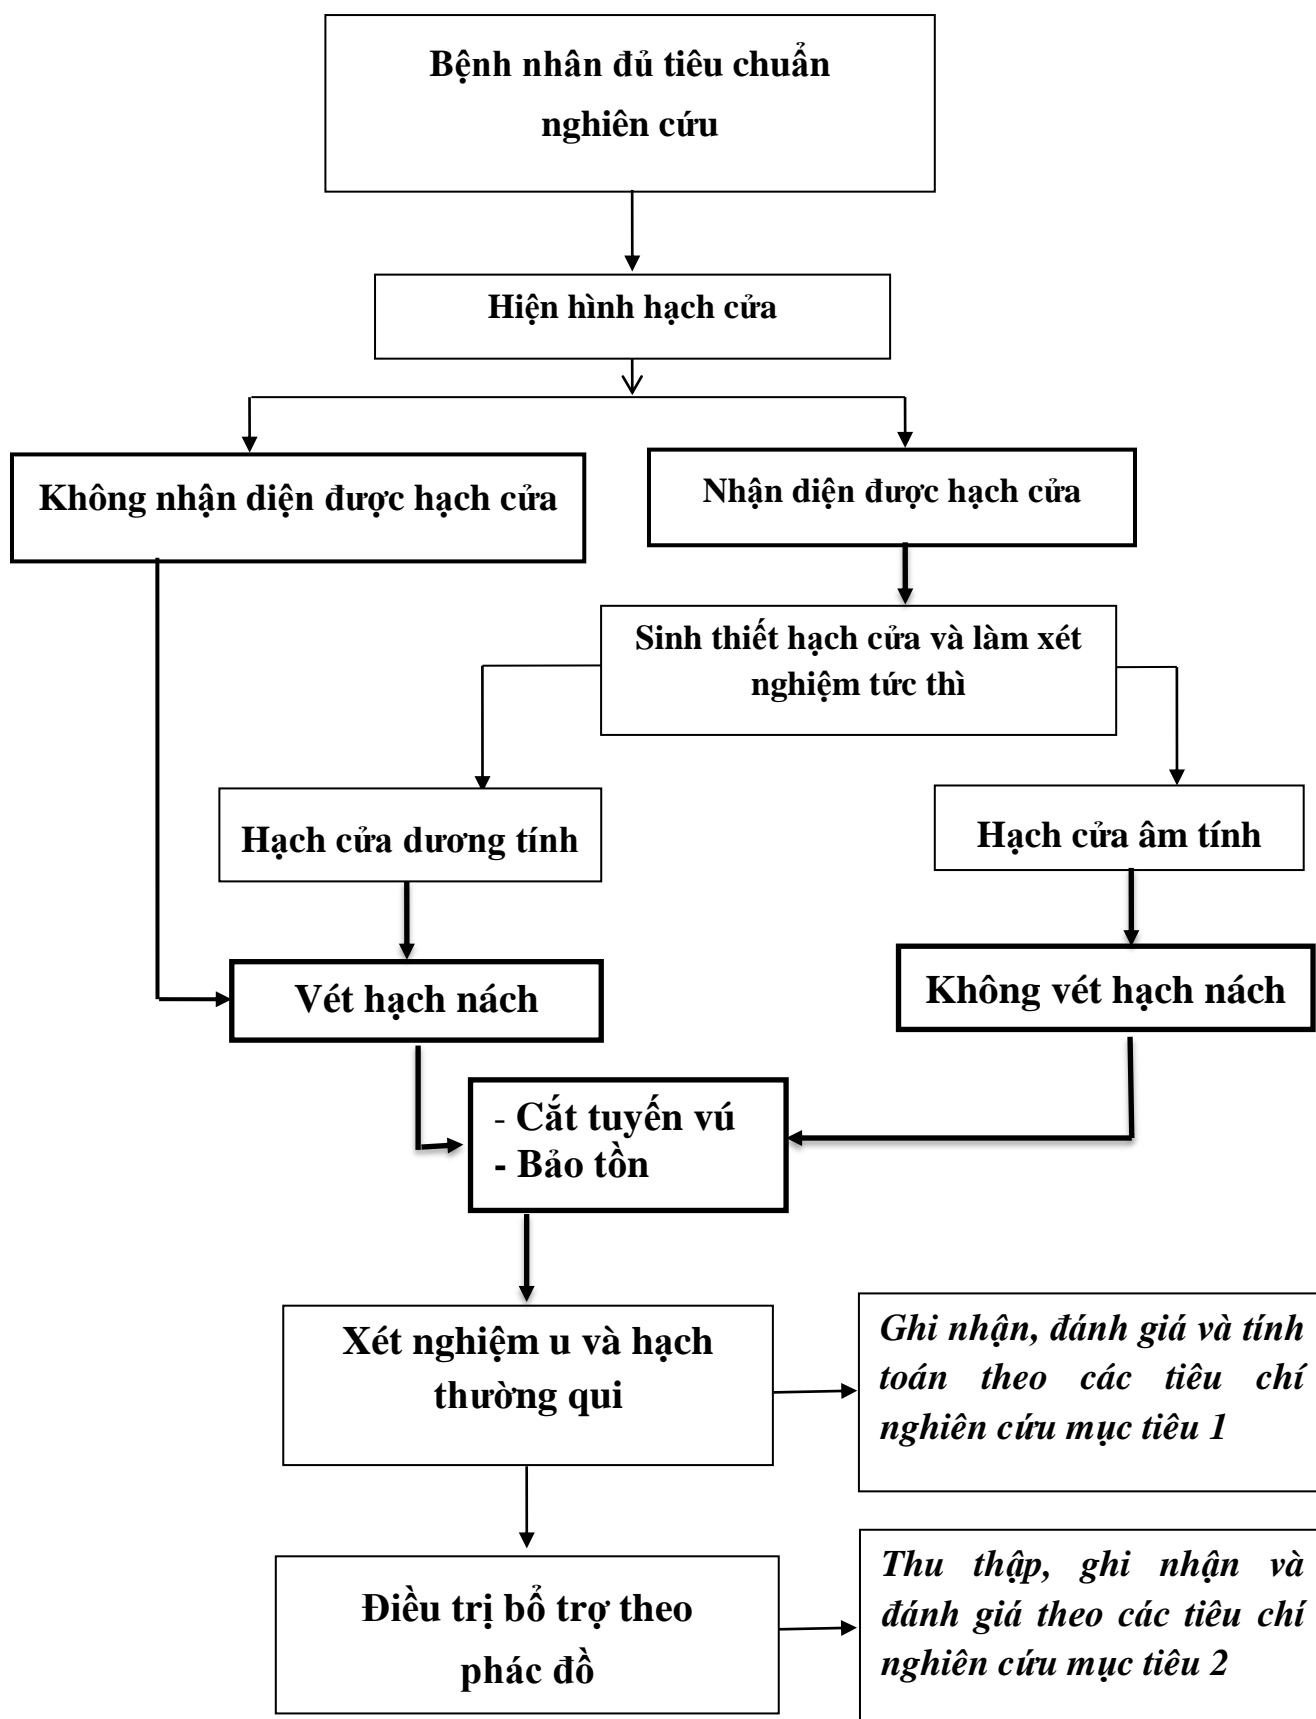 Bệnh nhân đủ tiêu chuẩn
nghiên cứu
Hiện hình hạch cửa
Không nhận diện được hạch cửa
Nhận diện được hạch cửa
Sinh thiết hạch cửa và làm xét
nghiệm tức thì
Hạch cửa dương tính
Hạch cửa âm tính
Vét hạch nách
Không vét hạch nách
- Cắt tuyến vú
- Bảo tồn
Xét nghiệm u và hạch
thường qui
Ghi nhận, đánh giá và tính
toán theo các tiêu chí
nghiên cứu mục tiêu 1
Điều trị bổ trợ theo
phác đồ
Thu thập, ghi nhận và
đánh giá theo các tiêu chí
nghiên cứu mục tiêu 2